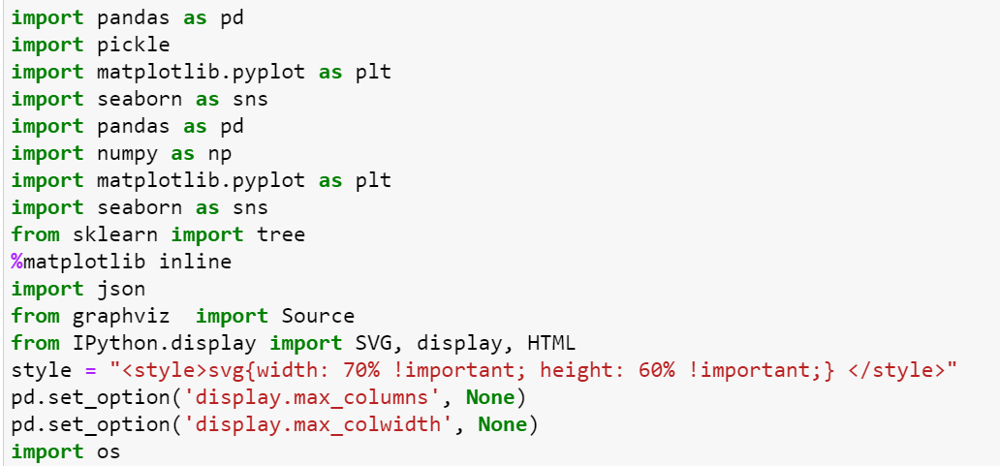 import pandas as pd
import pickle
import matplotlib.pyplot as plt
import seaborn as sns
import pandas as pd
import numpy as np
import matplotlib.pyplot as plt
import seaborn as sns
from sklearn import tree
%matplotlib inline
import json
from graphviz  import Source
from IPython.display import SVG, display, HTML
style = "<style>svg{width: 70% !important; height: 60% !important;} </style>"
pd.set_option('display.max_columns', None)
pd.set_option('display.max_colwidth', None)
import os